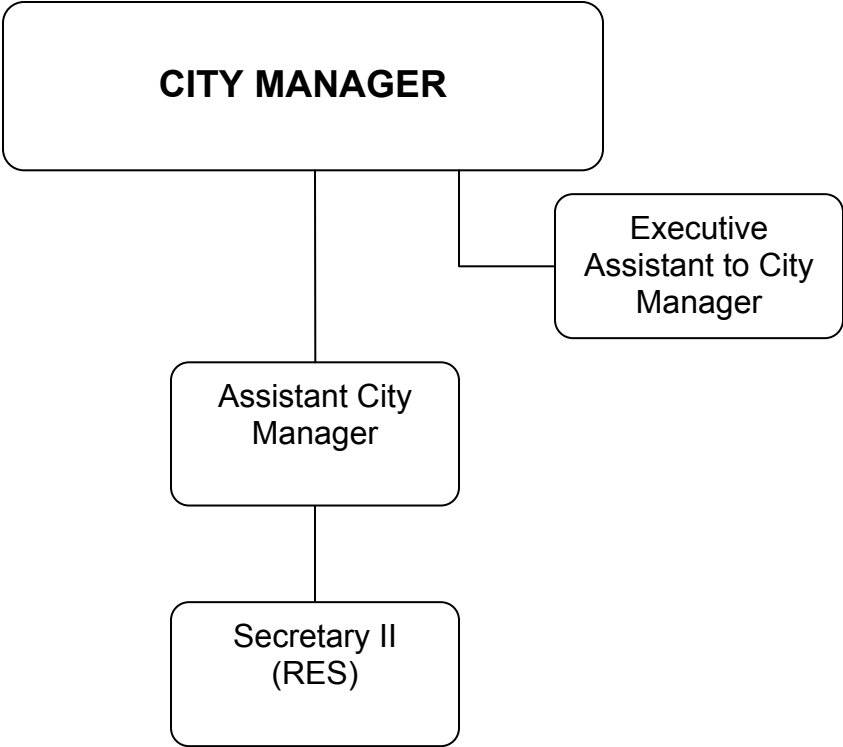 CITY MANAGER
Executive
Assistant to City
Manager
Assistant City
Manager
Secretary II
(RES)